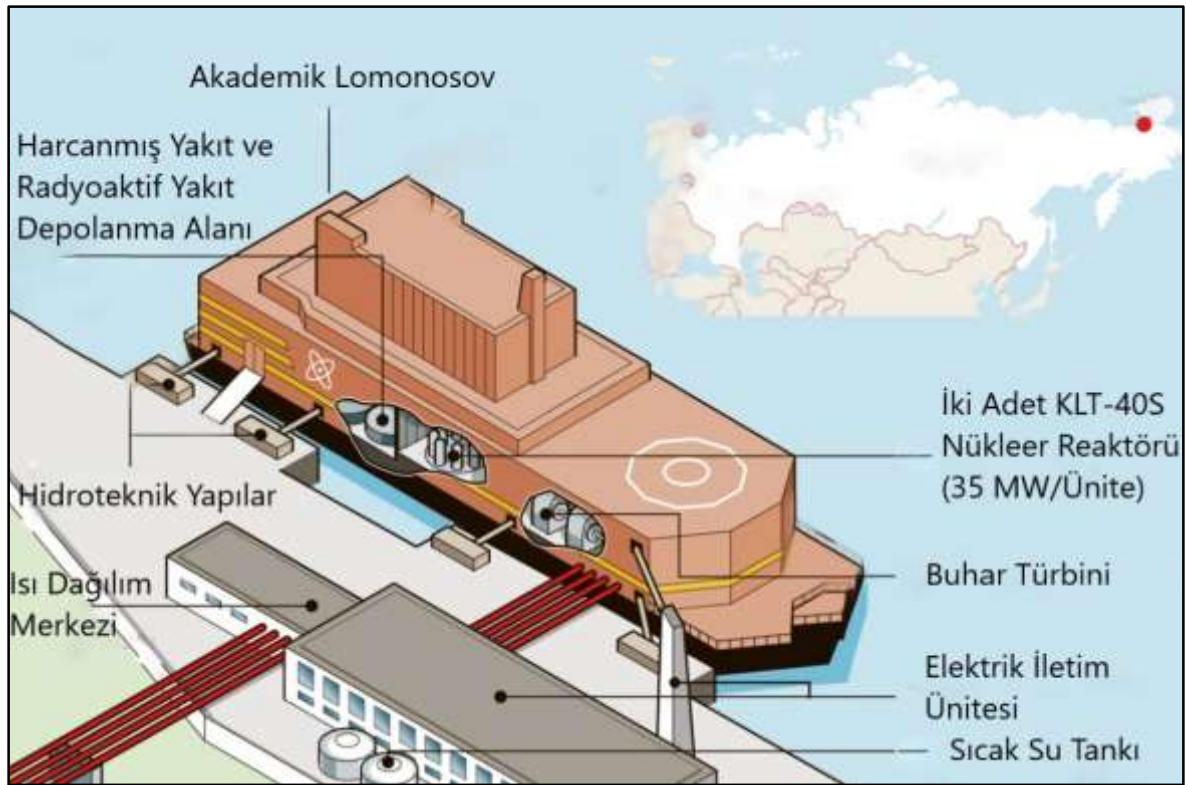 Akademik Lomonosov
Harcanmış Yakıt ve
Radyoaktif Yakıt
Depolanma Alanı
İki Adet KLT-40S
Nükleer Reaktörü
(35 MW/Ünite)
Hidroteknik Yapılar
Buhar Türbini
Isı Dağılım
Merkezi
Elektrik İletim
Ünitesi
Sıcak Su Tankı